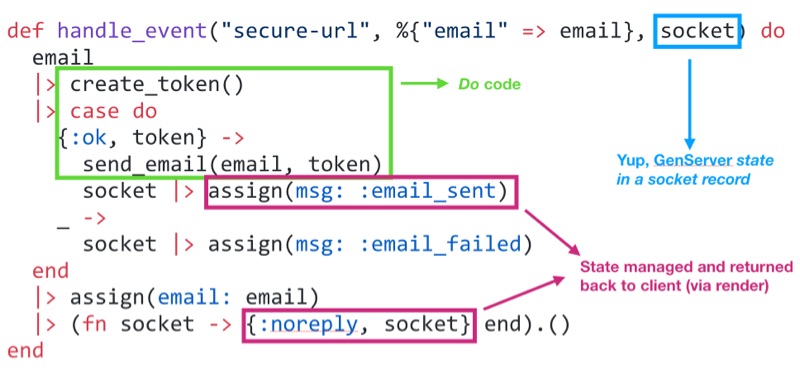 def handle_event("secure-url", %{"email" => email}, socket) do
email
|> create_token()
|> case do
{:ok, token} ->
send_email(email, token)
socket |> assign(msg: :email_sent)
_ ->
socket |> assign(msg: :email_failed)
end
|> assign(email: email)
|> (fn socket -> {:noreply, socket} end).()
end
Do code
Yup, GenServer state
in a socket record
State managed and returned
back to client (via render)